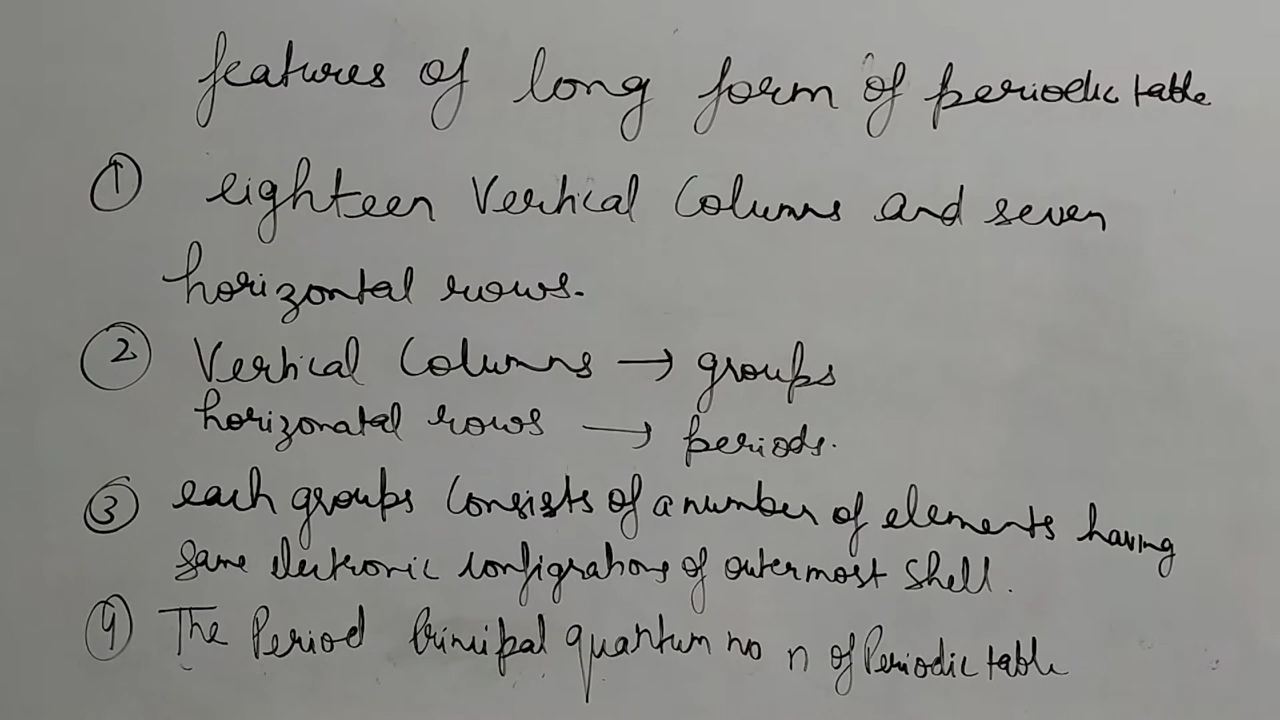 features of long form of periodic table
① eighteen Vertical Columns and seven
horizontal rows.
② Vertical Columns → groups
horizonatal rows → periods.
③ each groups Consists of a number of elements having
same electronic configrations of outermost shell.
④ The Period Principal quantum no n of Periodic table